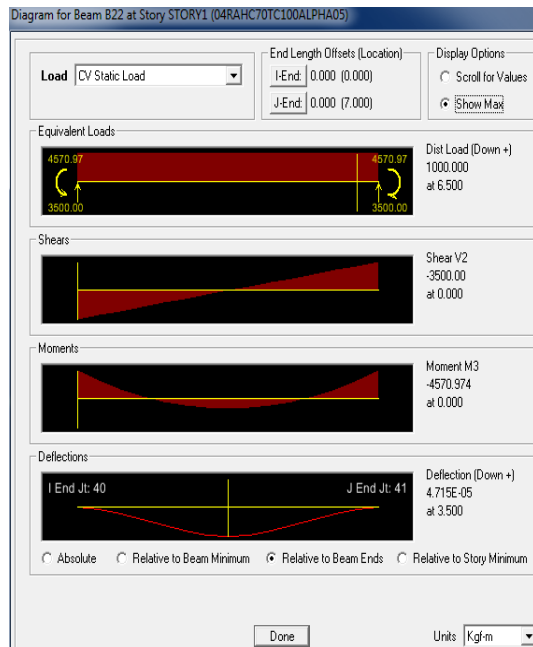 Diagram for Beam B22 at Story STORY1 (04RAHC70TC100ALPHA05)
Load CV Static Load
End Length Offsets (Location)
I-End: 0.000 (0.000)
J-End: 0.000 (7.000)
Display Options
Scroll for Values
Show Max
Equivalent Loads
4570.97 4570.97
3500.00 3500.00
Dist Load (Down +)
1000.000
at 6.500
Shears
Shear V2
-3500.00
at 0.000
Moments
Moment M3
-4570.974
at 0.000
Deflections
I End Jt: 40 J End Jt: 41
Deflection (Down +)
4.715E-05
at 3.500
Absolute Relative to Beam Minimum Relative to Beam Ends Relative to Story Minimum
Done Units Kgf-m